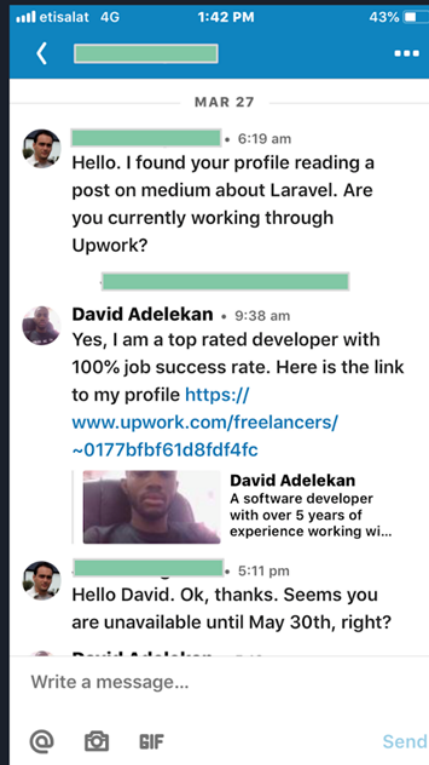 etisalat 4G 1:42 PM 43%
MAR 27
• 6:19 am
Hello. I found your profile reading a
post on medium about Laravel. Are
you currently working through
Upwork?
David Adelekan • 9:38 am
Yes, I am a top rated developer with
100% job success rate. Here is the link
to my profile https://
www.upwork.com/freelancers/
~0177bfbf61d8fdf4fc
David Adelekan
A software developer
with over 5 years of
experience working wi...
• 5:11 pm
Hello David. Ok, thanks. Seems you
are unavailable until May 30th, right?
David Adelekan
Write a message...
@ GIF Send